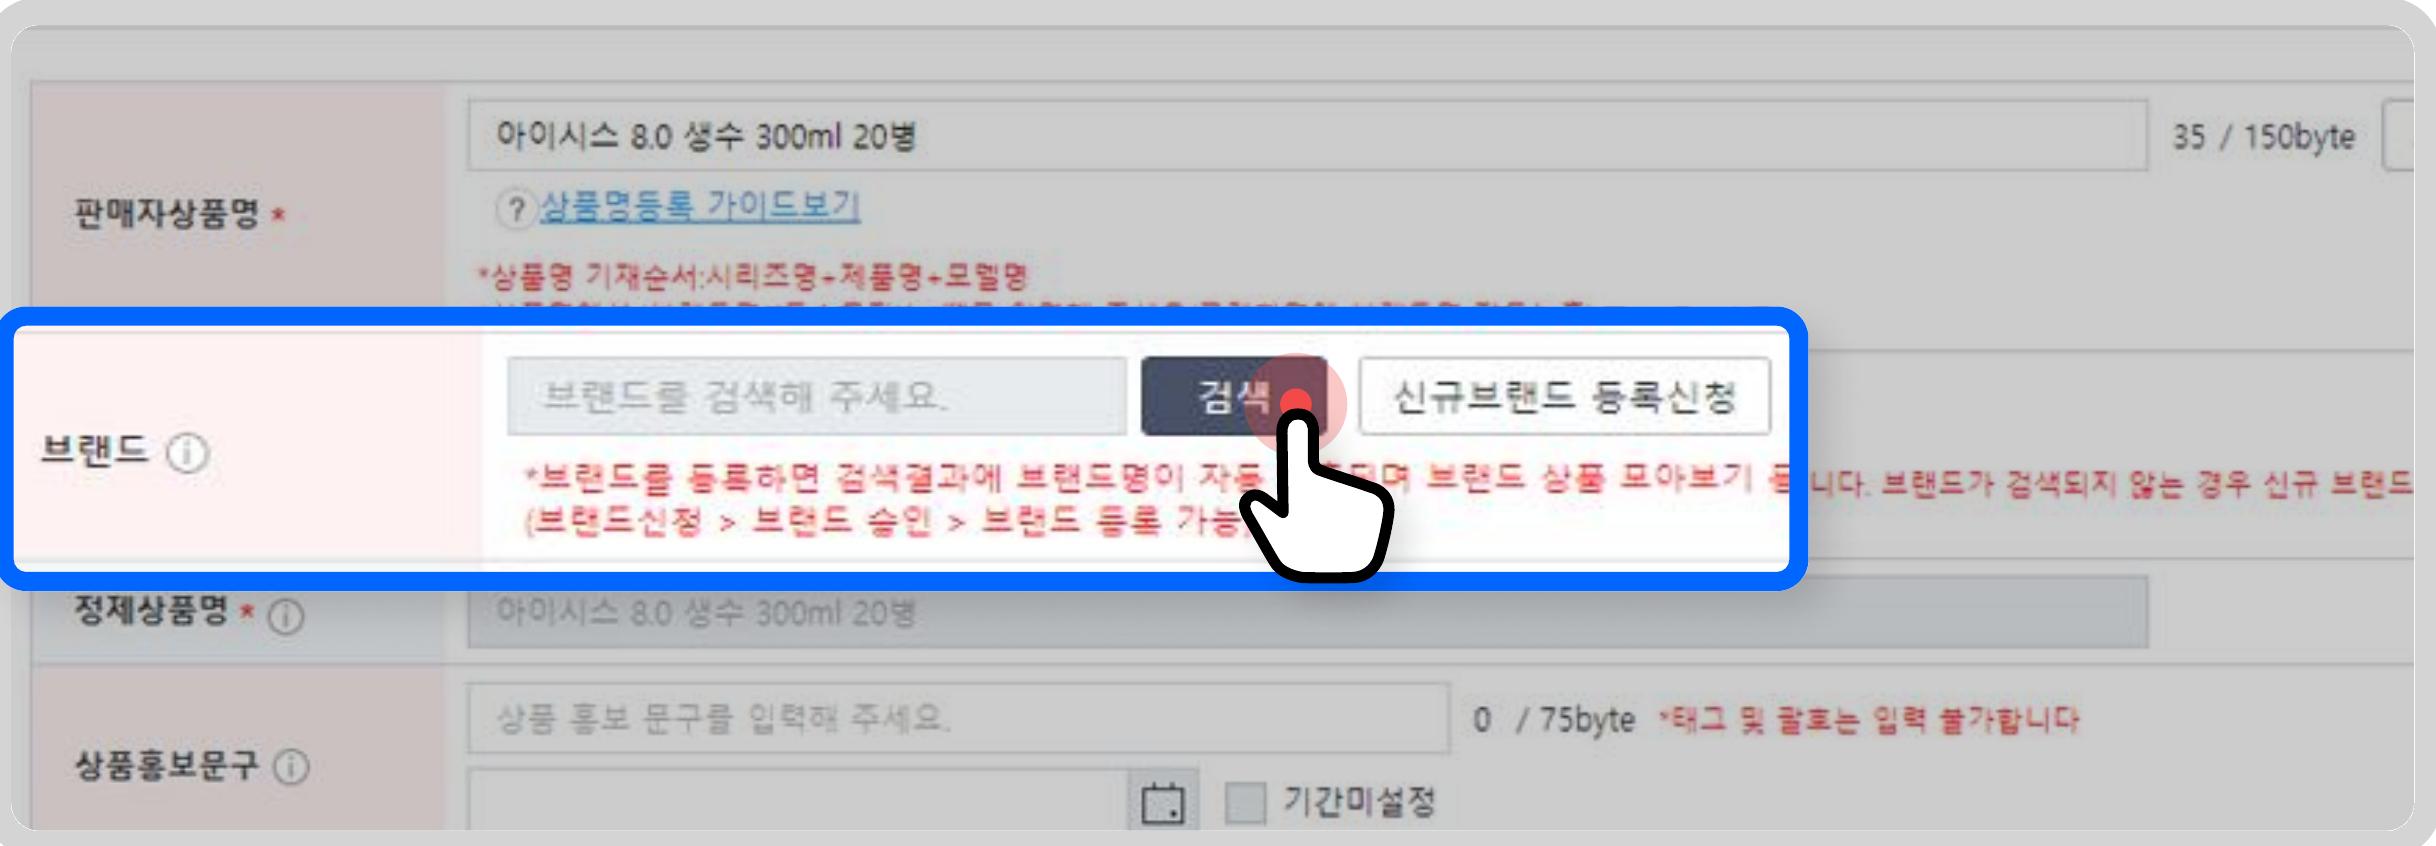 아이시스 8.0 생수 300ml 20병
35 / 150byte
판매자상품명 *
? 상품명등록 가이드보기
*상품명 기재순서:시리즈명+제품명+모델명
브랜드를 검색해 주세요.
검색
신규브랜드 등록신청
브랜드
*브랜드를 등록하면 검색결과에 브랜드명이 자동 며 브랜드 상품 모아보기 니다. 브랜드가 검색되지 않는 경우 신규 브랜드
(브랜드신청 > 브랜드 승인 > 브랜드 등록 가능
정제상품명 *
아이시스 8.0 생수 300ml 20병
상품 홍보 문구를 입력해 주세요.
0 / 75byte *태그 및 괄호는 입력 불가합니다
상품홍보문구
기간미설정